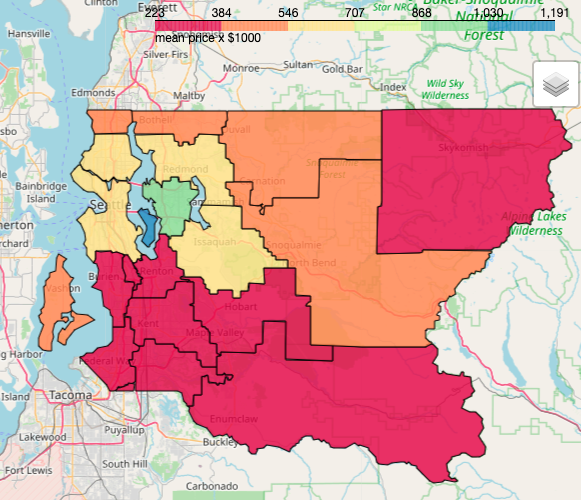 Clinton
Everett
Star NRCA
Baker-Snoqualmie
National
Forest
223 384 546 707 868 1,030 1,191
mean price x $1000
Hansville
Silver Firs
Monroe
Sultan
Gold Bar
Index
Wild Sky
Wilderness
Edmonds
Maltby
Bothell
Duvall
Skykomish
Redmond
Snoqualmie
Forest
Bainbridge
Island
Carnation
Seattle
Alpine Lakes
Wilderness
Issaquah
Snoqualmie
North Bend
Burien
Renton
Vashon
Hobart
Kent
Maple Valley
Federal Way
Tacoma
Enumclaw
Puyallup
Lakewood
Buckley
South Hill
Fort Lewis
Carbonado